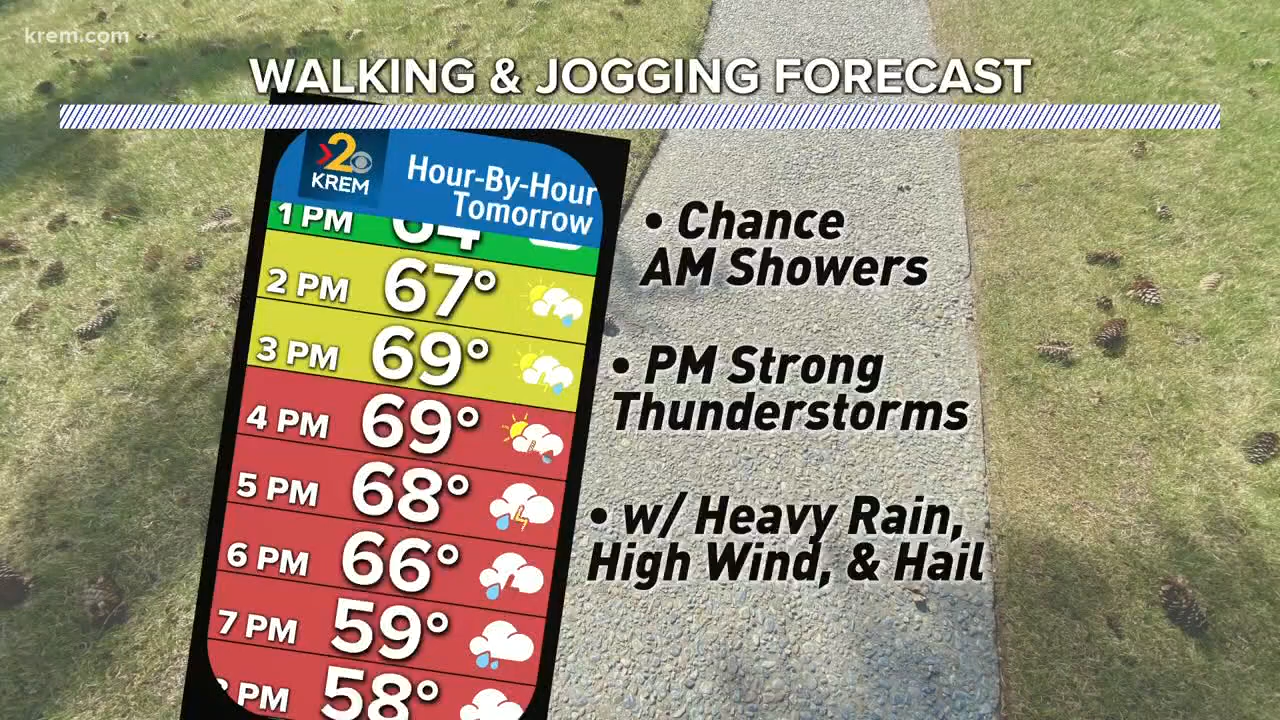 krem.com
WALKING & JOGGING FORECAST
2
KREM
Hour-By-Hour
Tomorrow
1 PM 64
2 PM 67°
3 PM 69°
4 PM 69°
5 PM 68°
6 PM 66°
7 PM 59°
PM 58°
• Chance
AM Showers
• PM Strong
Thunderstorms
• w/ Heavy Rain,
High Wind, & Hail